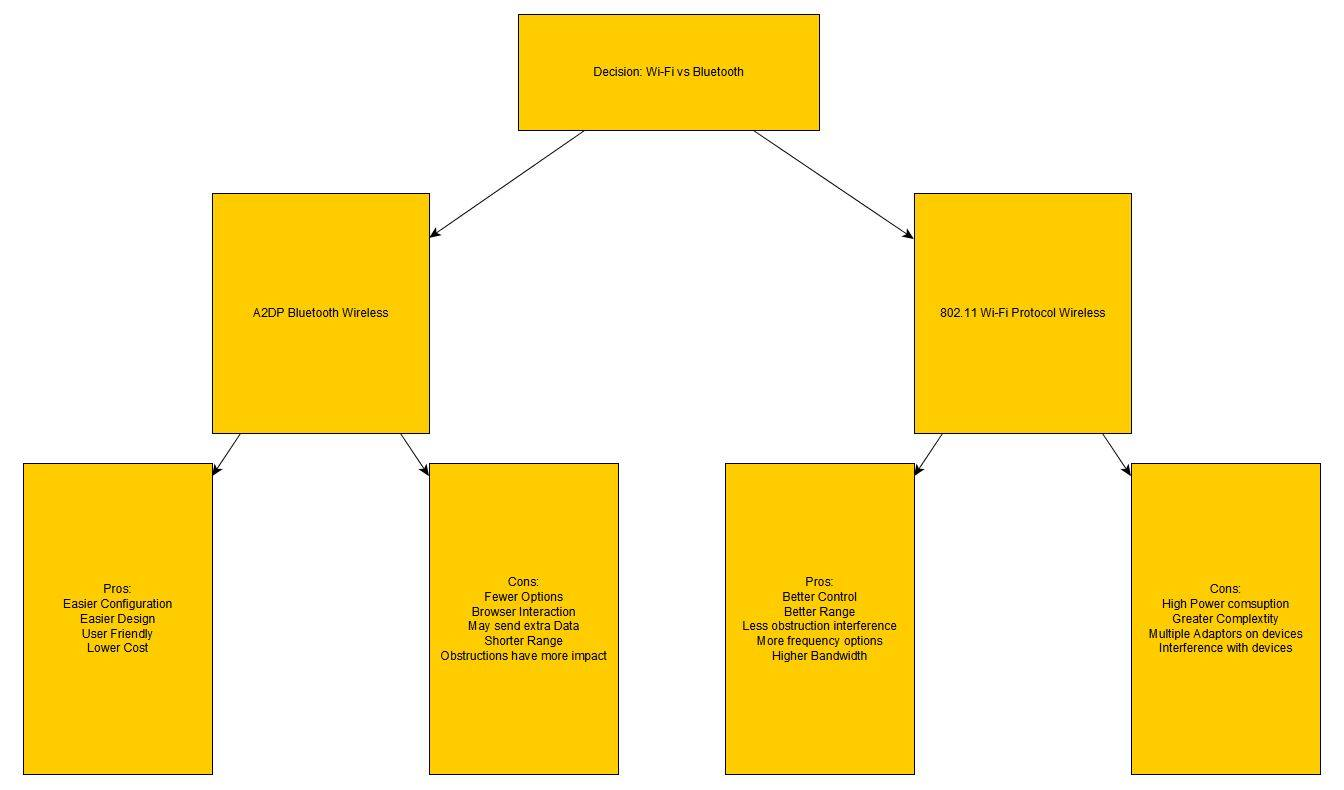 Decision: Wi-Fi vs Bluetooth
A2DP Bluetooth Wireless
802.11 Wi-Fi Protocol Wireless
Pros:
Easier Configuration
Easier Design
User Friendly
Lower Cost
Cons:
Fewer Options
Browser Interaction
May send extra Data
Shorter Range
Obstructions have more impact
Pros:
Better Control
Better Range
Less obstruction interference
More frequency options
Higher Bandwidth
Cons:
High Power comsuption
Greater Complextity
Multiple Adaptors on devices
Interference with devices